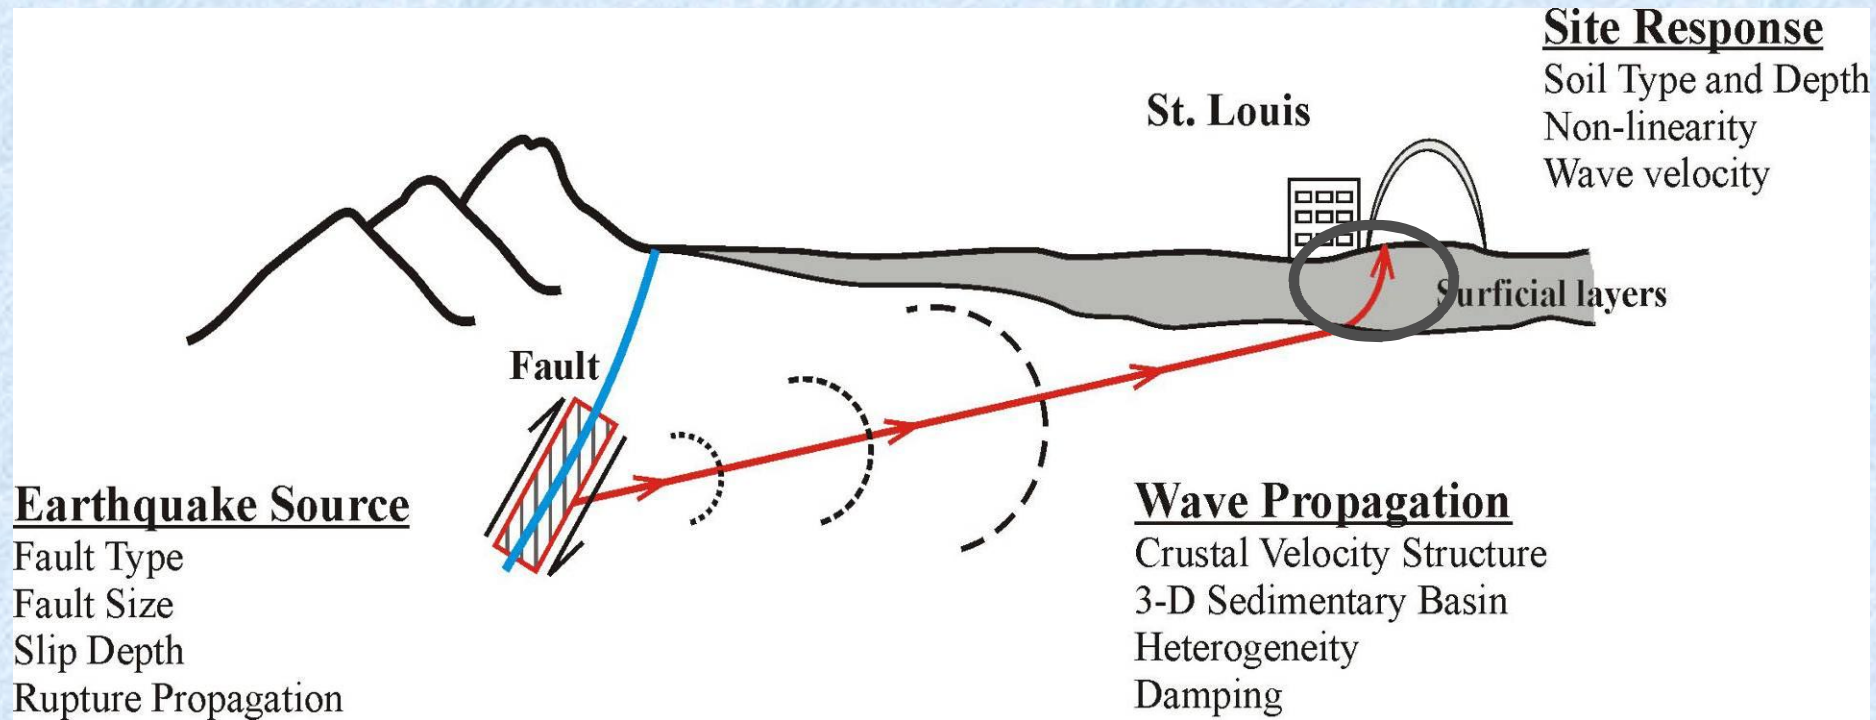 Site Response
Soil Type and Depth
Non-linearity
Wave velocity
St. Louis
Surficial layers
Fault
Earthquake Source
Fault Type
Fault Size
Slip Depth
Rupture Propagation
Wave Propagation
Crustal Velocity Structure
3-D Sedimentary Basin
Heterogeneity
Damping